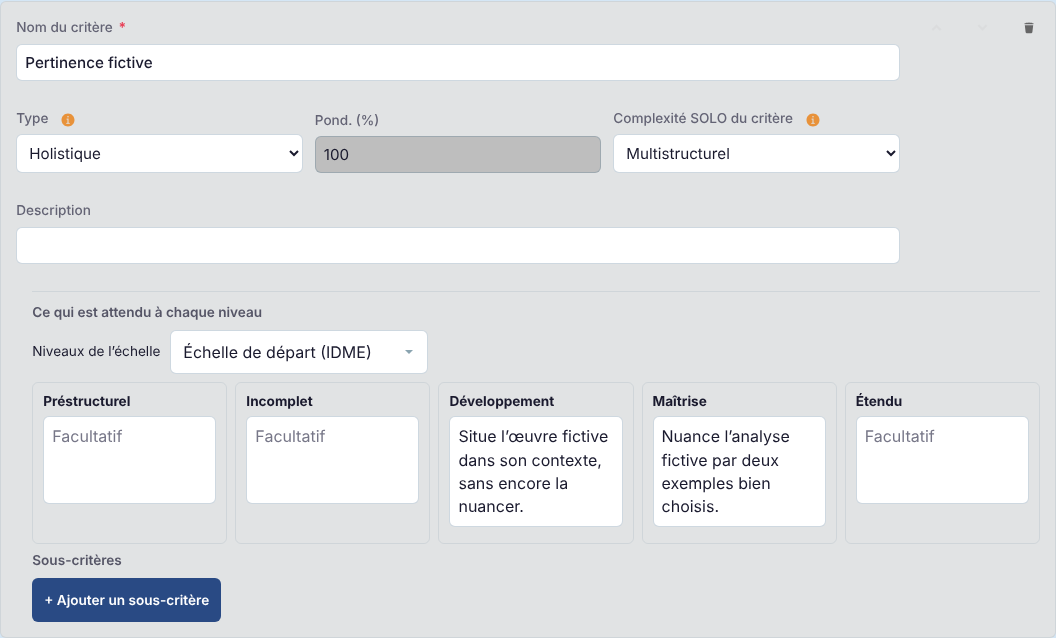 Nom du critère *
Pertinence fictive
Type
Pond. (%)
Complexité SOLO du critère
Holistique
100
Multistructurel
Description
Ce qui est attendu à chaque niveau
Niveaux de l’échelle
Échelle de départ (IDME)
Préstructurel
Facultatif
Incomplet
Facultatif
Développement
Situe l’œuvre fictive
dans son contexte,
sans encore la
nuancer.
Maîtrise
Nuance l’analyse
fictive par deux
exemples bien
choisis.
Étendu
Facultatif
Sous-critères
+ Ajouter un sous-critère